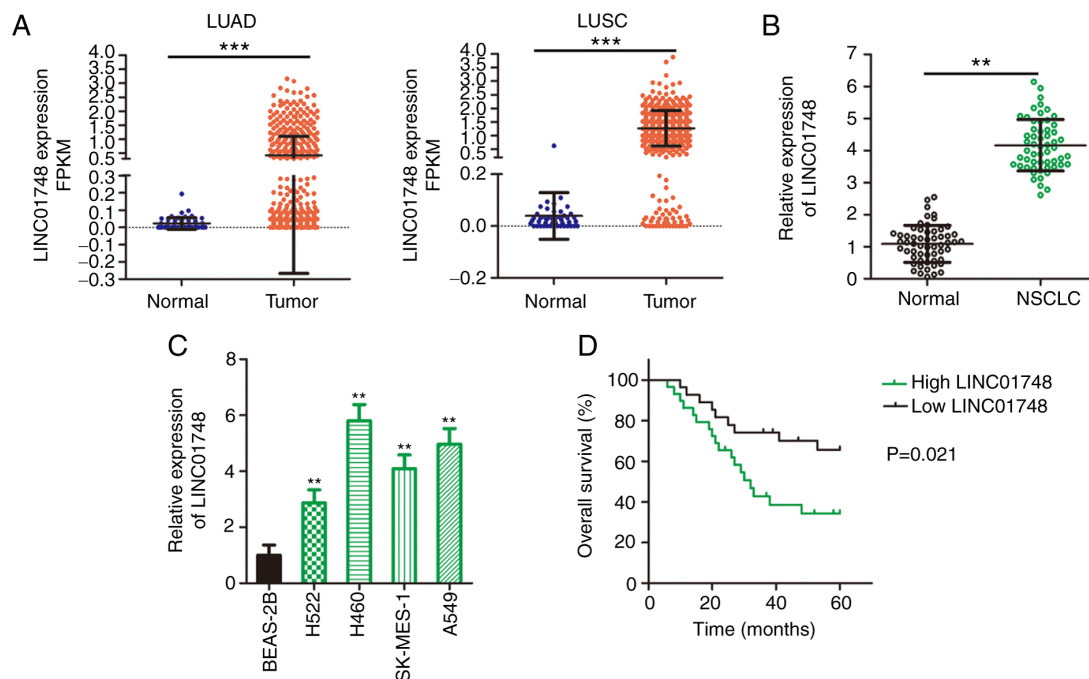 A
LUAD
***
LINC01748 expression
FPKM
4.0
3.5
3.0
2.5
2.0
1.5
1.0
0.5
0.3
0.2
0.1
0.0
−0.1
−0.2
−0.3
Normal
Tumor
LUSC
***
LINC01748 expression
FPKM
4.0
3.5
3.0
2.5
2.0
1.5
1.0
0.5
0.2
0.0
−0.2
Normal
Tumor
B
**
Relative expression
of LINC01748
7
6
5
4
3
2
1
0
Normal
NSCLC
C
Relative expression
of LINC01748
8
6
4
2
0
**
**
**
**
BEAS-2B
H522
H460
SK-MES-1
A549
D
Overall survival (%)
100
80
60
40
20
0
0
20
40
60
Time (months)
High LINC01748
Low LINC01748
P=0.021